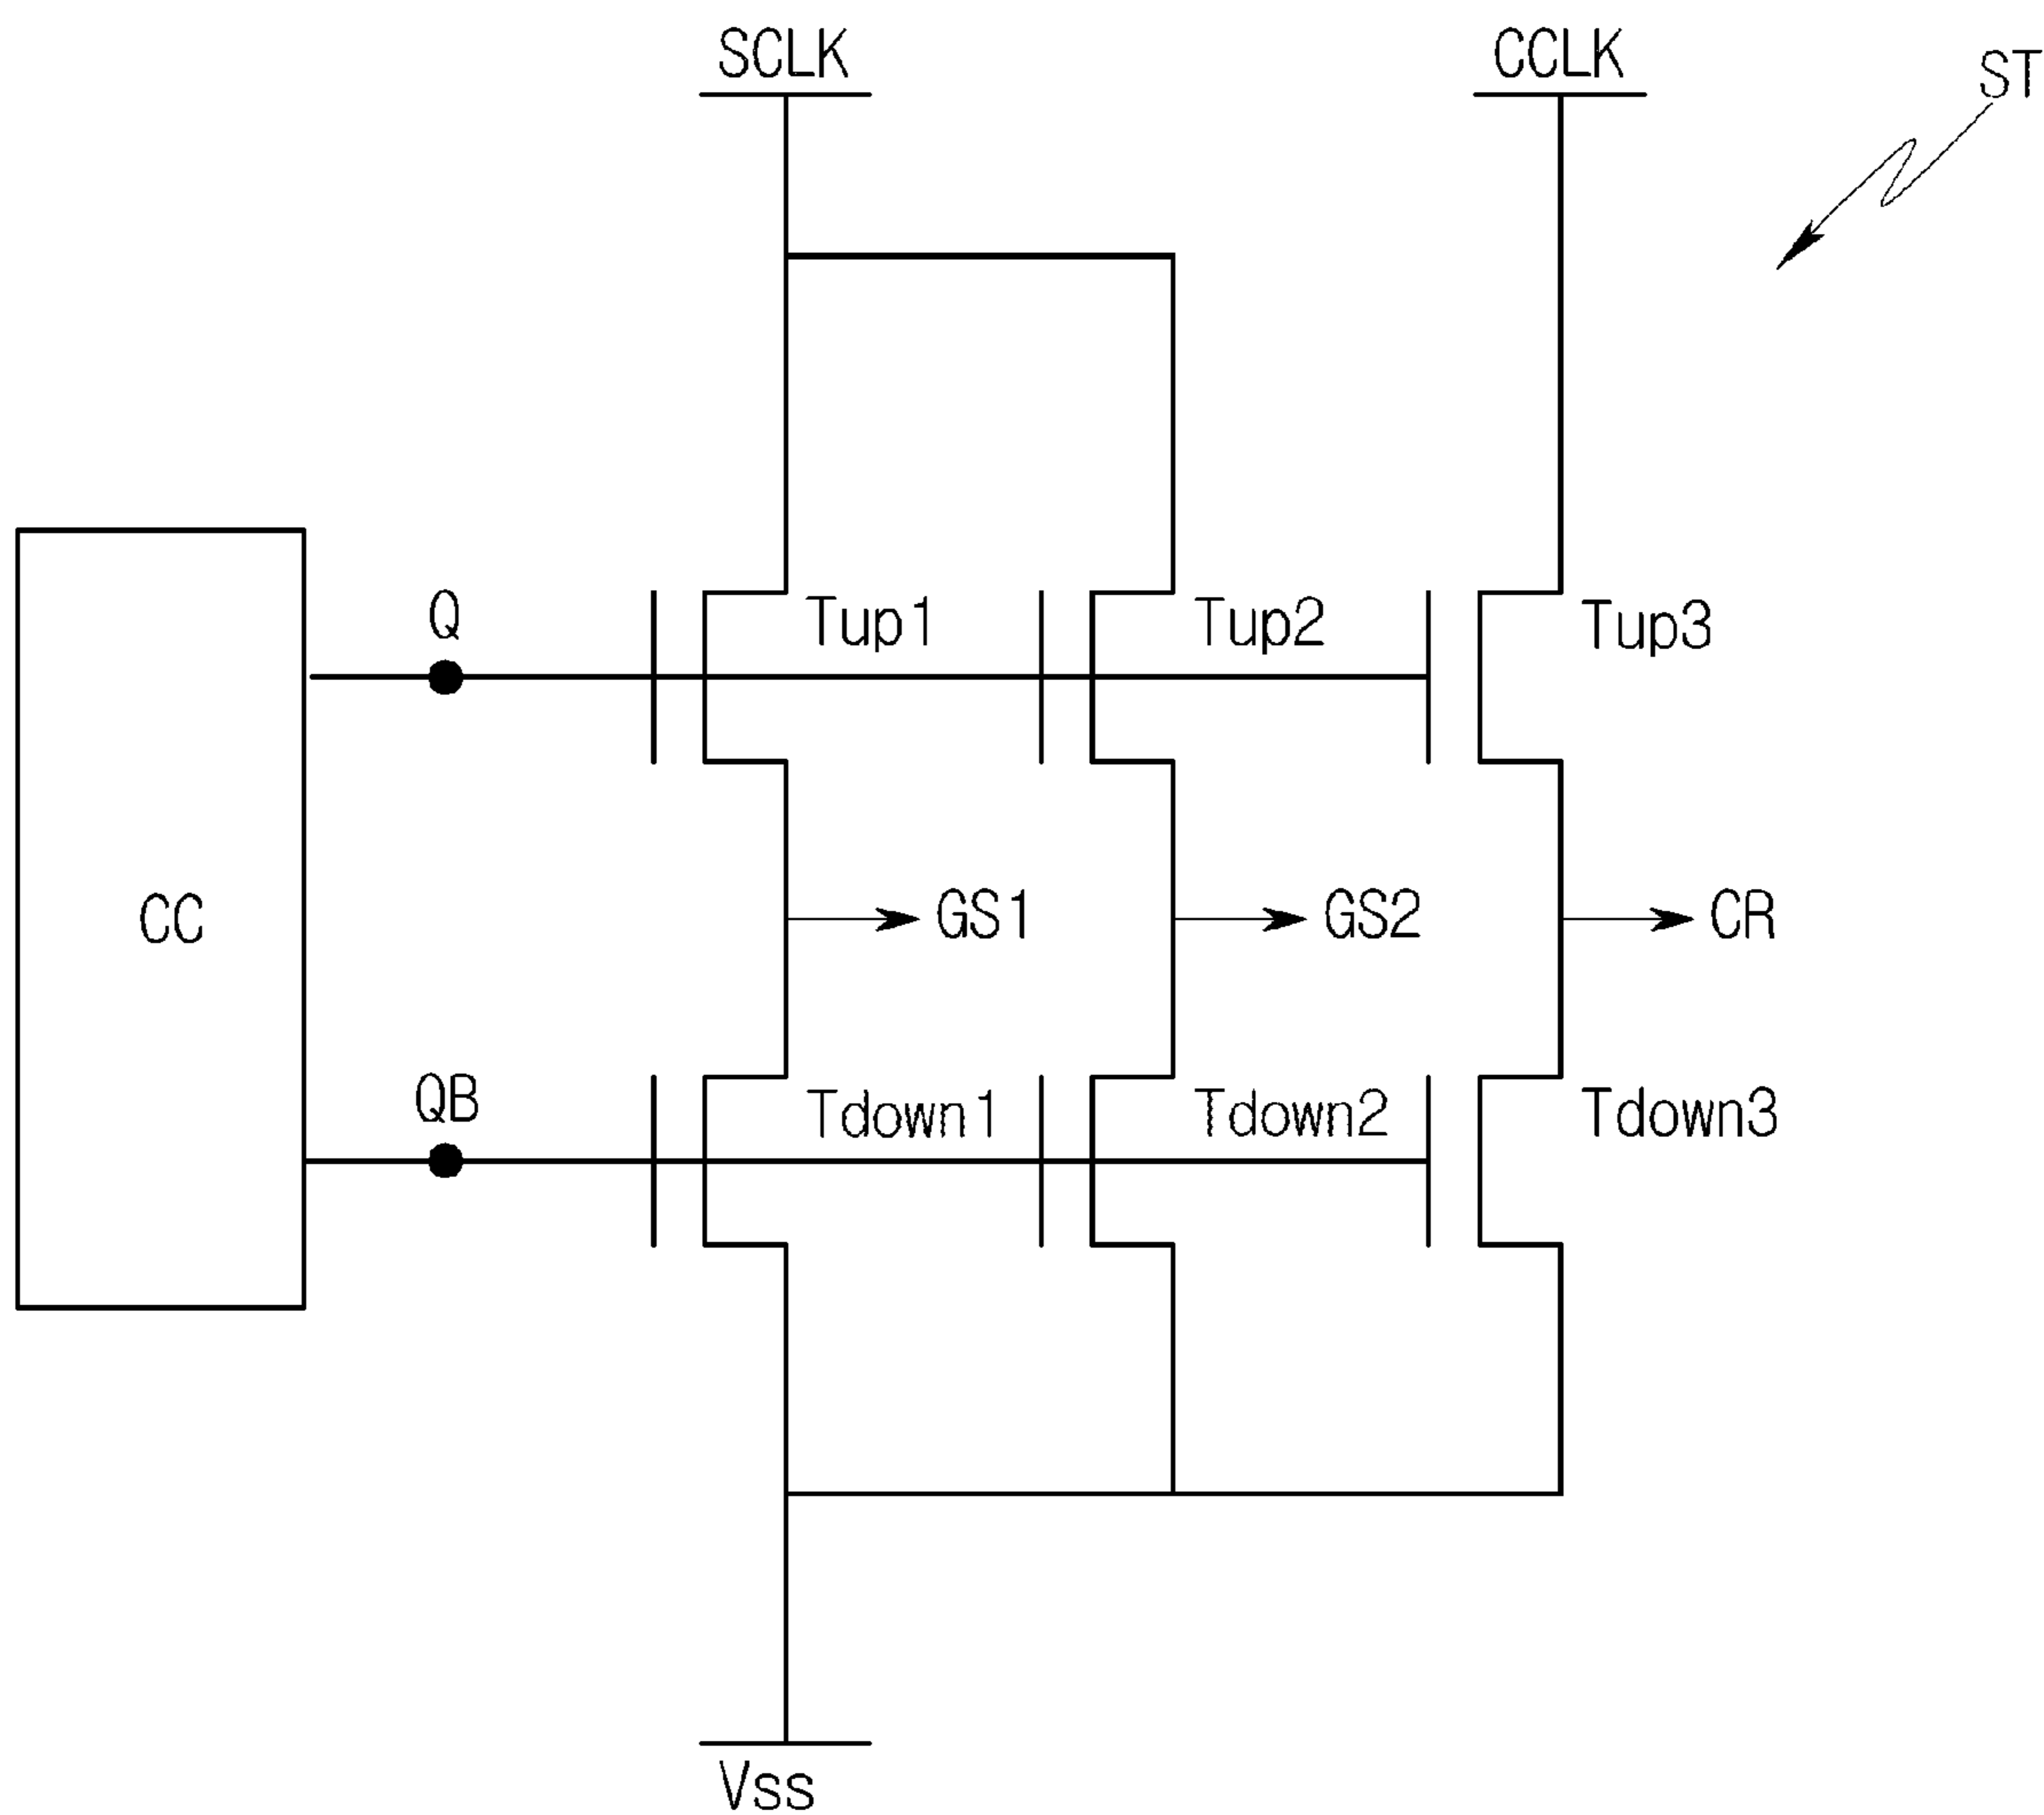 SCLK
CCLK
ST
Q
Tup1
Tup2
Tup3
CC
GS1
GS2
CR
QB
Tdown1
Tdown2
Tdown3
Vss